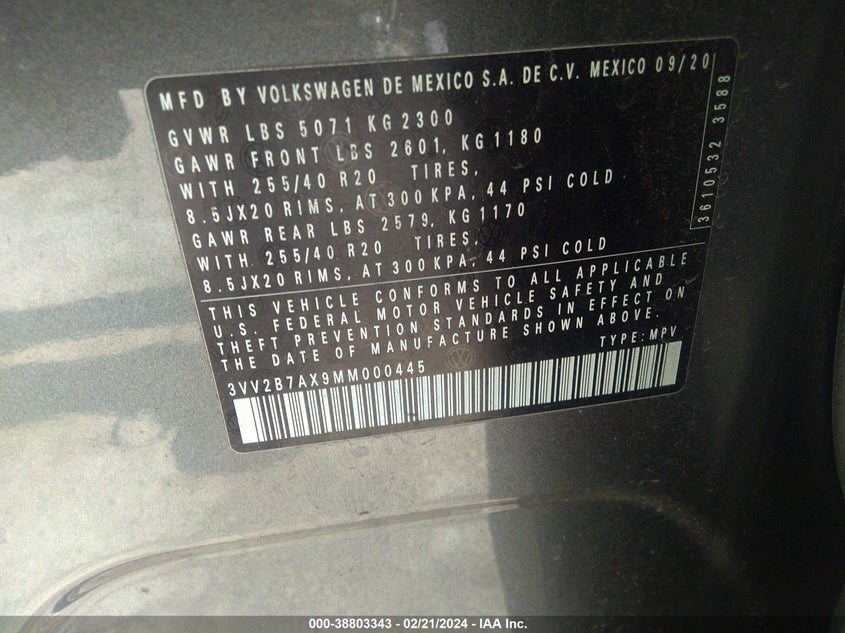 MFD BY VOLKSWAGEN DE MEXICO S.A. DE C.V. MEXICO 09/20
GVWR LBS 5071 KG 2300
GAWR FRONT LBS 2601, KG 1180
WITH 255/40 R20 TIRES,
8.5JX20 RIMS, AT 300 KPA, 44 PSI COLD
GAWR REAR LBS 2579, KG 1170
WITH 255/40 R20 TIRES,
8.5JX20 RIMS, AT 300 KPA, 44 PSI COLD
3610532 3588
THIS VEHICLE CONFORMS TO ALL APPLICABLE
U.S. FEDERAL MOTOR VEHICLE SAFETY AND
THEFT PREVENTION STANDARDS IN EFFECT ON
THE DATE OF MANUFACTURE SHOWN ABOVE.
3VV2B7AX9MM000445 TYPE: MPV
000-38803343 - 02/21/2024 - IAA Inc.